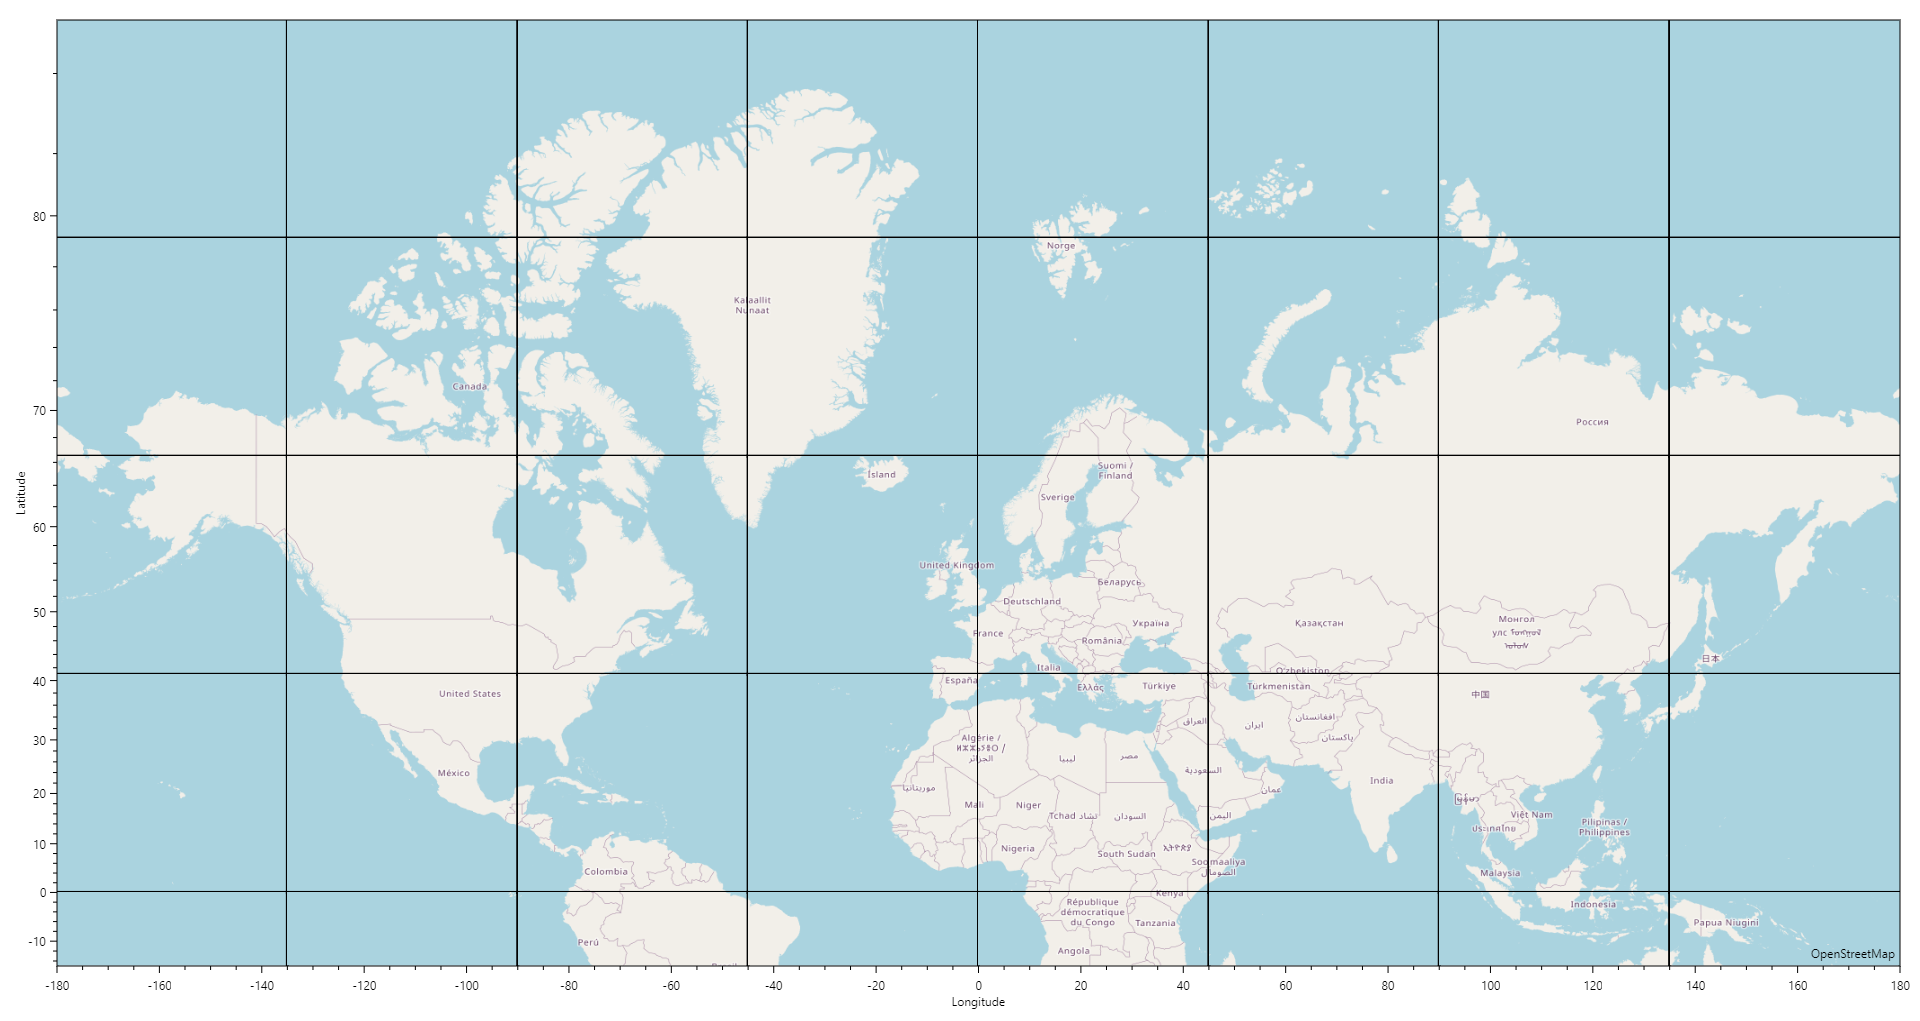 80
70
60
50
40
30
20
10
0
-10
Latitude
-180
-160
-140
-120
-100
-80
-60
-40
-20
0
20
40
60
80
100
120
140
160
180
Longitude
OpenStreetMap
Norge
Kalaallit
Nunaat
Canada
Россия
Ísland
Suomi /
Finland
Sverige
United Kingdom
Беларусь
Deutschland
Україна
France
România
Қазақстан
Монгол
улс
日本
Italia
España
Ελλάς
Türkiye
O'zbekiston
Türkmenistan
United States
中国
العراق
ایران
افغانستان
پاکستان
Algérie /
ⵍⵣⵣⴰⵢⴻⵔ /
الجزائر
ليبيا
مصر
السعودية
عمان
México
India
موريتانيا
Mali
Niger
Tchad تشاد
السودان
اليمن
Việt Nam
ประเทศไทย
Pilipinas /
Philippines
Nigeria
South Sudan
ኢትዮጵያ
Soomaaliya
الصومال
Colombia
Malaysia
Kenya
République
démocratique
du Congo
Indonesia
Tanzania
Papua Niugini
Perú
Angola